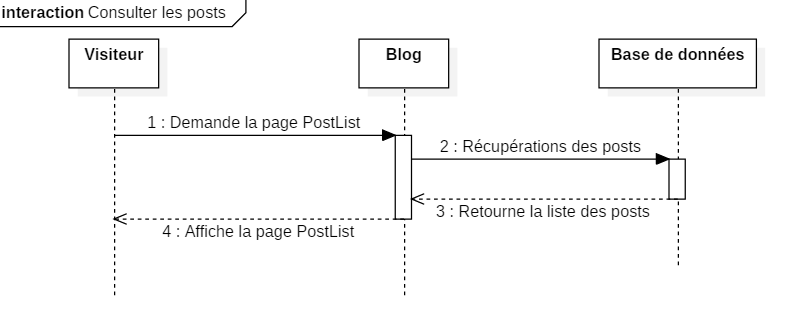 interaction Consulter les posts
Visiteur
Blog
Base de données
1 : Demande la page PostList
2 : Récupérations des posts
3 : Retourne la liste des posts
4 : Affiche la page PostList